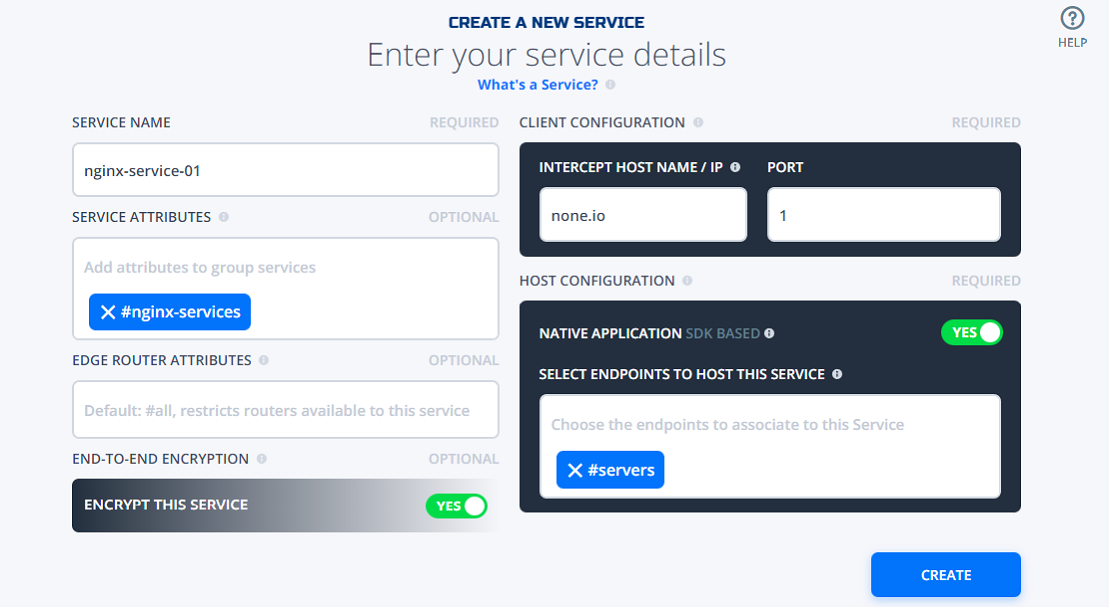 CREATE A NEW SERVICE
Enter your service details
What's a Service?
HELP
SERVICE NAME REQUIRED
nginx-service-01
SERVICE ATTRIBUTES OPTIONAL
Add attributes to group services
#nginx-services
EDGE ROUTER ATTRIBUTES OPTIONAL
Default: #all, restricts routers available to this service
END-TO-END ENCRYPTION OPTIONAL
ENCRYPT THIS SERVICE YES
CLIENT CONFIGURATION REQUIRED
INTERCEPT HOST NAME / IP PORT
none.io 1
HOST CONFIGURATION REQUIRED
NATIVE APPLICATION SDK BASED YES
SELECT ENDPOINTS TO HOST THIS SERVICE
Choose the endpoints to associate to this Service
#servers
CREATE